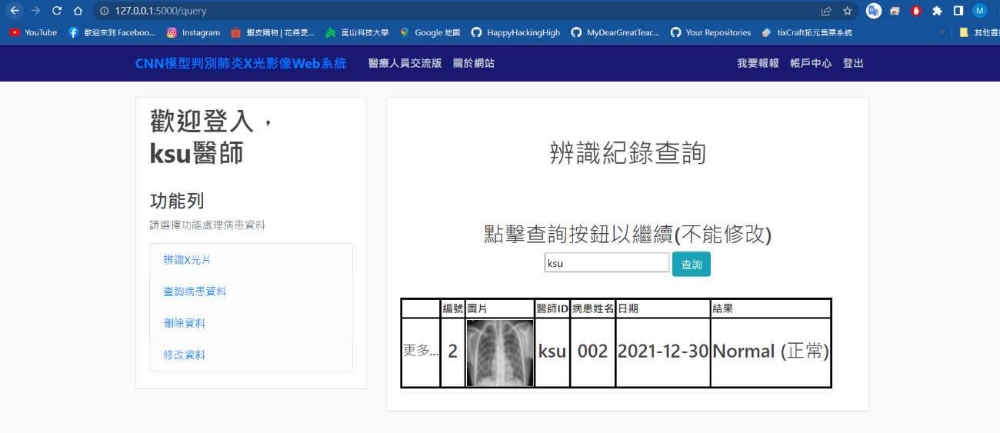 127.0.0.1:5000/query
M
YouTube 歡迎來到 Faceboo... Instagram 蝦皮購物 | 花得更... 崑山科技大學 Google 地圖 HappyHackingHigh MyDearGreatTeac... Your Repositories tixCraft拓元售票系統 » 其他書
CNN模型判別肺炎X光影像Web系統 醫療人員交流版 關於網站 我要報報 帳戶中心 登出
歡迎登入，
ksu醫師
功能列
請選擇功能處理病患資料
辨識X光片
查詢病患資料
刪除資料
修改資料
辨識紀錄查詢
點擊查詢按鈕以繼續(不能修改)
ksu 查詢
編號 圖片 醫師ID 病患姓名 日期 結果
更多... 2 ksu 002 2021-12-30 Normal (正常)